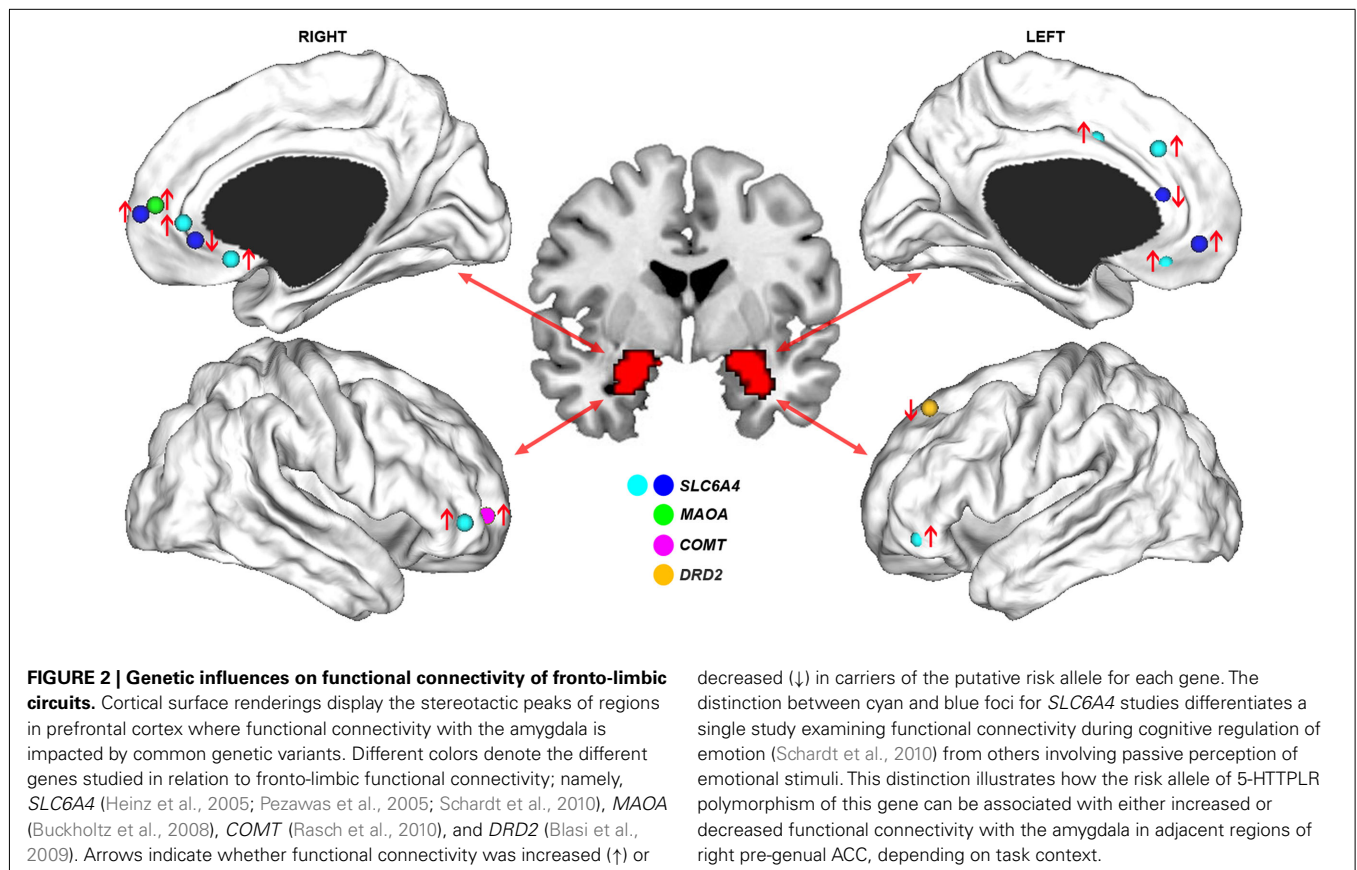 RIGHT
LEFT
↑ ↑
↑
↓
↑
↑ ↑
↓
↑
↑
↑ ↑
↓
↑
SLC6A4
MAOA
COMT
DRD2
FIGURE 2 | Genetic influences on functional connectivity of fronto-limbic
circuits. Cortical surface renderings display the stereotactic peaks of regions
in prefrontal cortex where functional connectivity with the amygdala is
impacted by common genetic variants. Different colors denote the different
genes studied in relation to fronto-limbic functional connectivity; namely,
SLC6A4 (Heinz et al., 2005; Pezawas et al., 2005; Schardt et al., 2010), MAOA
(Buckholtz et al., 2008), COMT (Rasch et al., 2010), and DRD2 (Blasi et al.,
2009). Arrows indicate whether functional connectivity was increased (↑) or
decreased (↓) in carriers of the putative risk allele for each gene. The
distinction between cyan and blue foci for SLC6A4 studies differentiates a
single study examining functional connectivity during cognitive regulation of
emotion (Schardt et al., 2010) from others involving passive perception of
emotional stimuli. This distinction illustrates how the risk allele of 5-HTTPLR
polymorphism of this gene can be associated with either increased or
decreased functional connectivity with the amygdala in adjacent regions of
right pre-genual ACC, depending on task context.